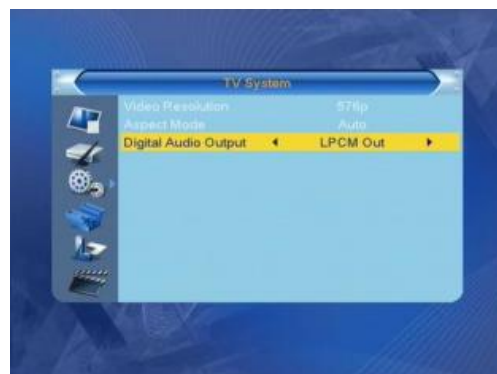 TV System
Video Resolution 576p
Aspect Mode Auto
Digital Audio Output LPCM Out